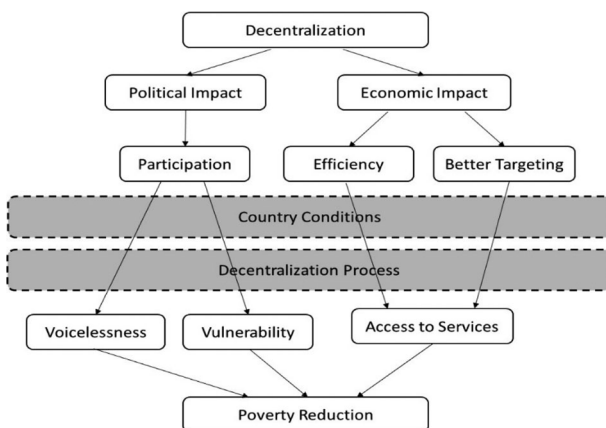 Decentralization
Political Impact
Economic Impact
Participation
Efficiency
Better Targeting
Country Conditions
Decentralization Process
Voicelessness
Vulnerability
Access to Services
Poverty Reduction